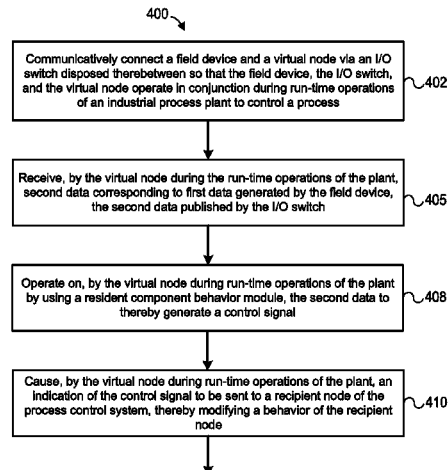 400
Communicatively connect a field device and a virtual node via an I/O
switch disposed therebetween so that the field device, the I/O switch,
and the virtual node operate in conjunction during run-time operations
of an industrial process plant to control a process
402
Receive, by the virtual node during the run-time operations of the plant,
second data corresponding to first data generated by the field device,
the second data published by the I/O switch
405
Operate on, by the virtual node during run-time operations of the plant
by using a resident component behavior module, the second data to
thereby generate a control signal
408
Cause, by the virtual node during run-time operations of the plant, an
indication of the control signal to be sent to a recipient node of the
process control system, thereby modifying a behavior of the recipient
node
410